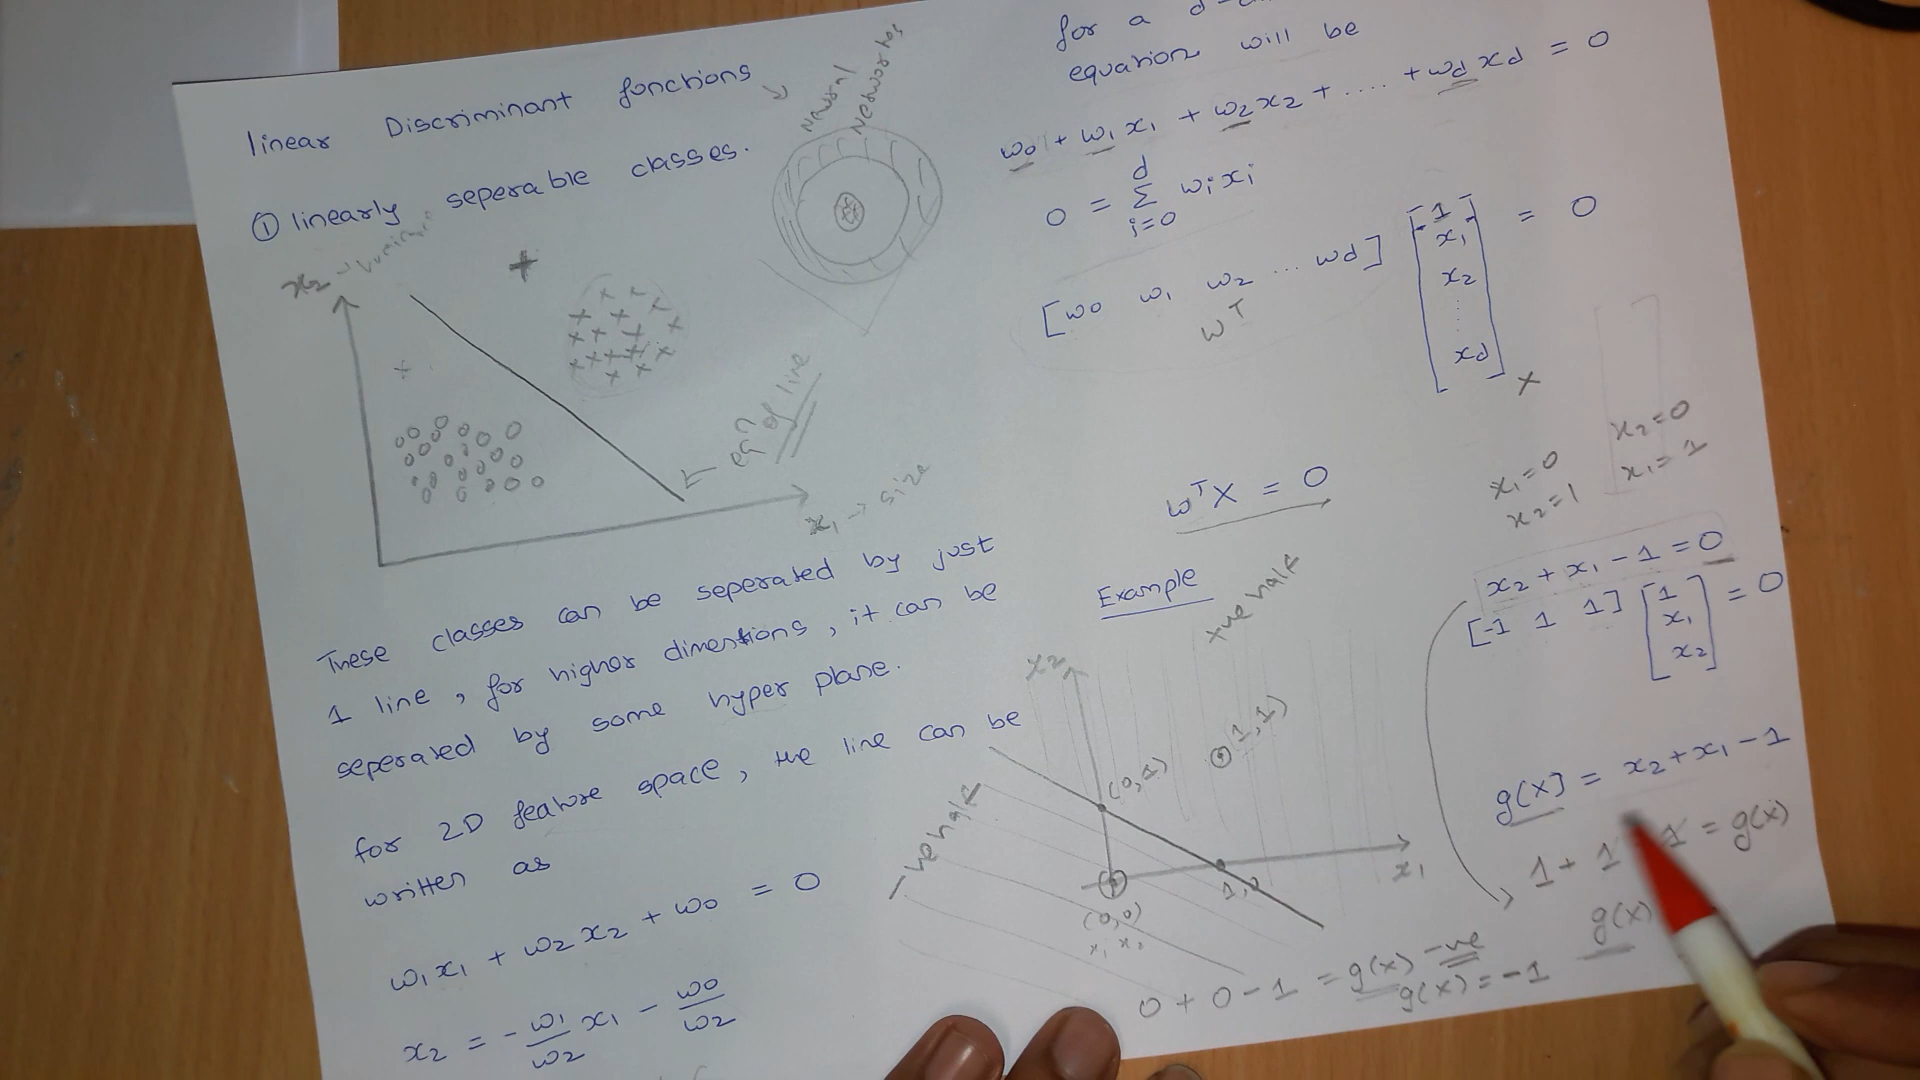 linear Discriminant fonctions
Neural
Networks
① linearly seperable classes.
x2
+
eqn of line
x1 → size
These classes can be seperated by just
1 line, for higher dimenstions, it can be
seperated by some hyper plane.
for 2D feature space, the line can be
written as
w1x1 + w2x2 + w0 = 0
x2 = -w1/w2 x1 - w0/w2
for a d-
equation will be
w0 + w1x1 + w2x2 + .... + wdxd = 0
0 = d Σ i=0 wixi
[w0 w1 w2 ... wd] [1 x1 x2 ..... xd] = 0
wT
X
wTX = 0
x1=0
x2=1
x2=0
x1=1
Example
x2 + x1 - 1 = 0
[-1 1 1] [1 x1 x2] = 0
+ve half
x2
(1,1)
(0,1)
-ve half
x1
1,0
(0,0)
x1 x2
g(x] = x2+x1-1
1 + 1 1 = g(x)
g(x)
0 + 0 - 1 = g(x) -ve
g(x) = -1